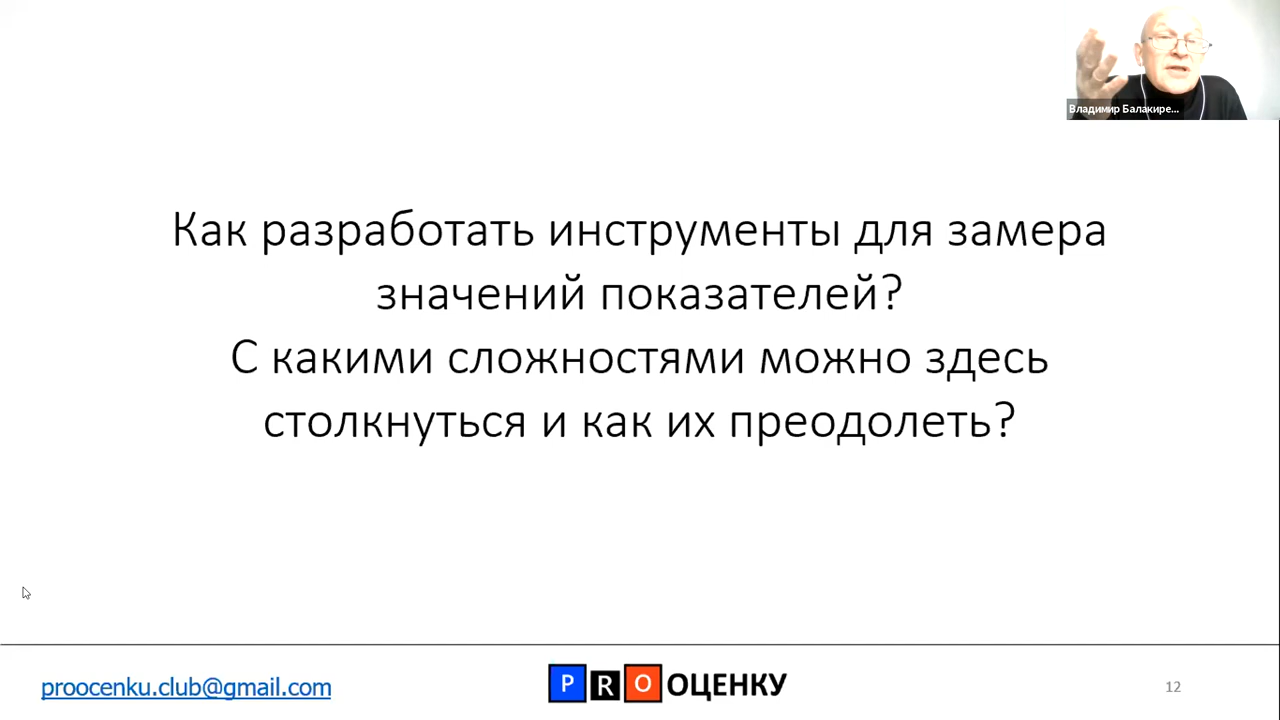 Владимир Балакире...
Как разработать инструменты для замера
значений показателей?
С какими сложностями можно здесь
столкнуться и как их преодолеть?
proocenku.club@gmail.com
PRO ОЦЕНКУ
12